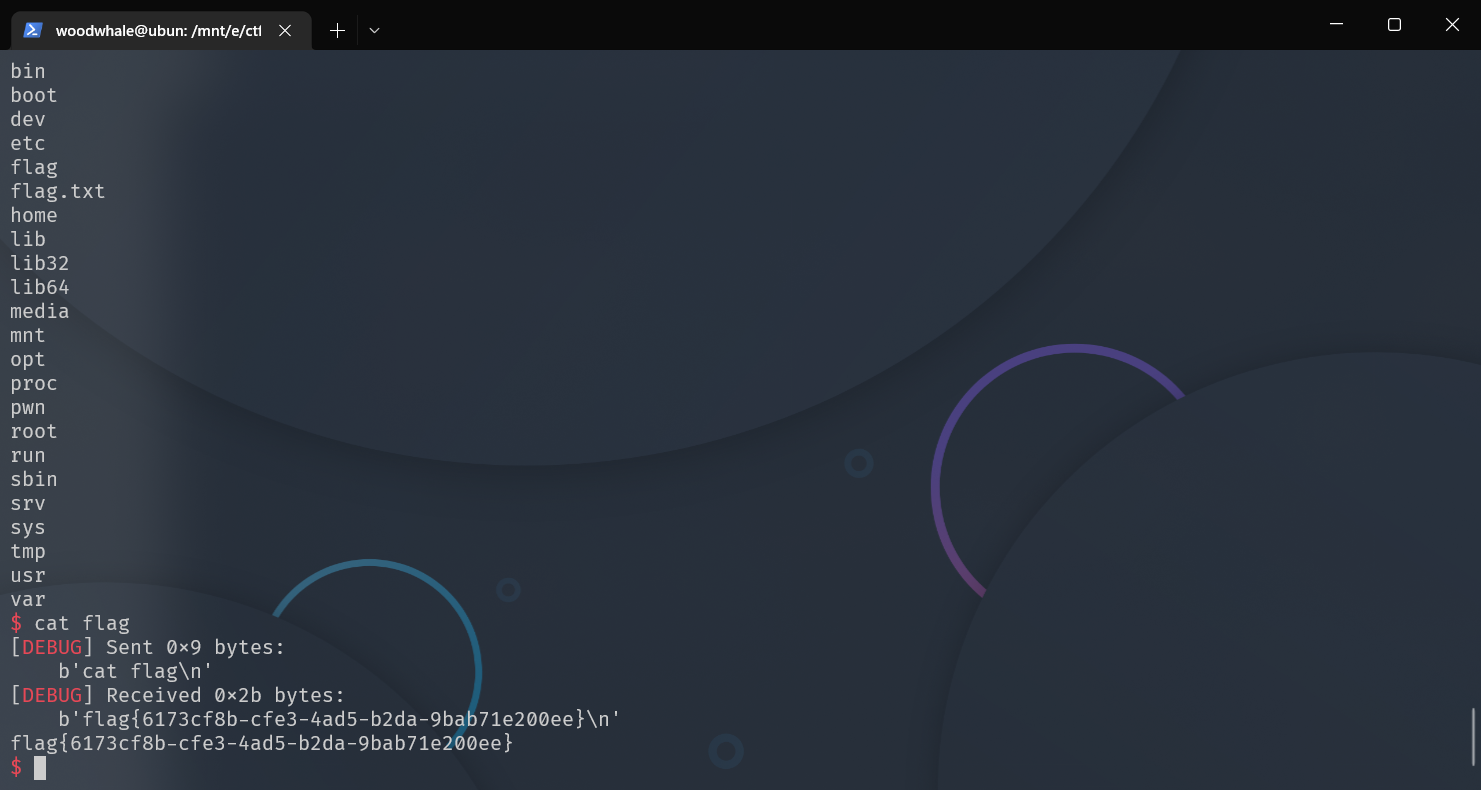 woodwhale@ubun: /mnt/e/ctf
bin
boot
dev
etc
flag
flag.txt
home
lib
lib32
lib64
media
mnt
opt
proc
pwn
root
run
sbin
srv
sys
tmp
usr
var
$ cat flag
[DEBUG] Sent 0×9 bytes:
    b'cat flag\n'
[DEBUG] Received 0×2b bytes:
    b'flag{6173cf8b-cfe3-4ad5-b2da-9bab71e200ee}\n'
flag{6173cf8b-cfe3-4ad5-b2da-9bab71e200ee}
$